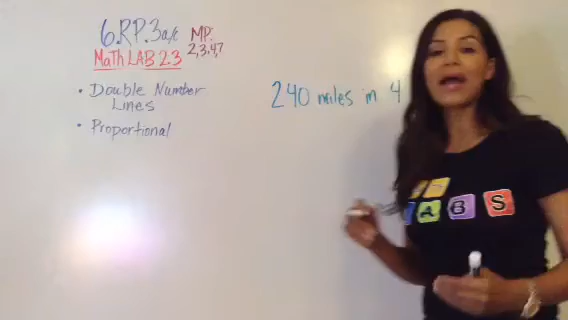 6.RP.3a/c MP:
2,3,4,7
Math LAB 2.3
• Double Number
Lines
• Proportional
240 miles in 4
ABS